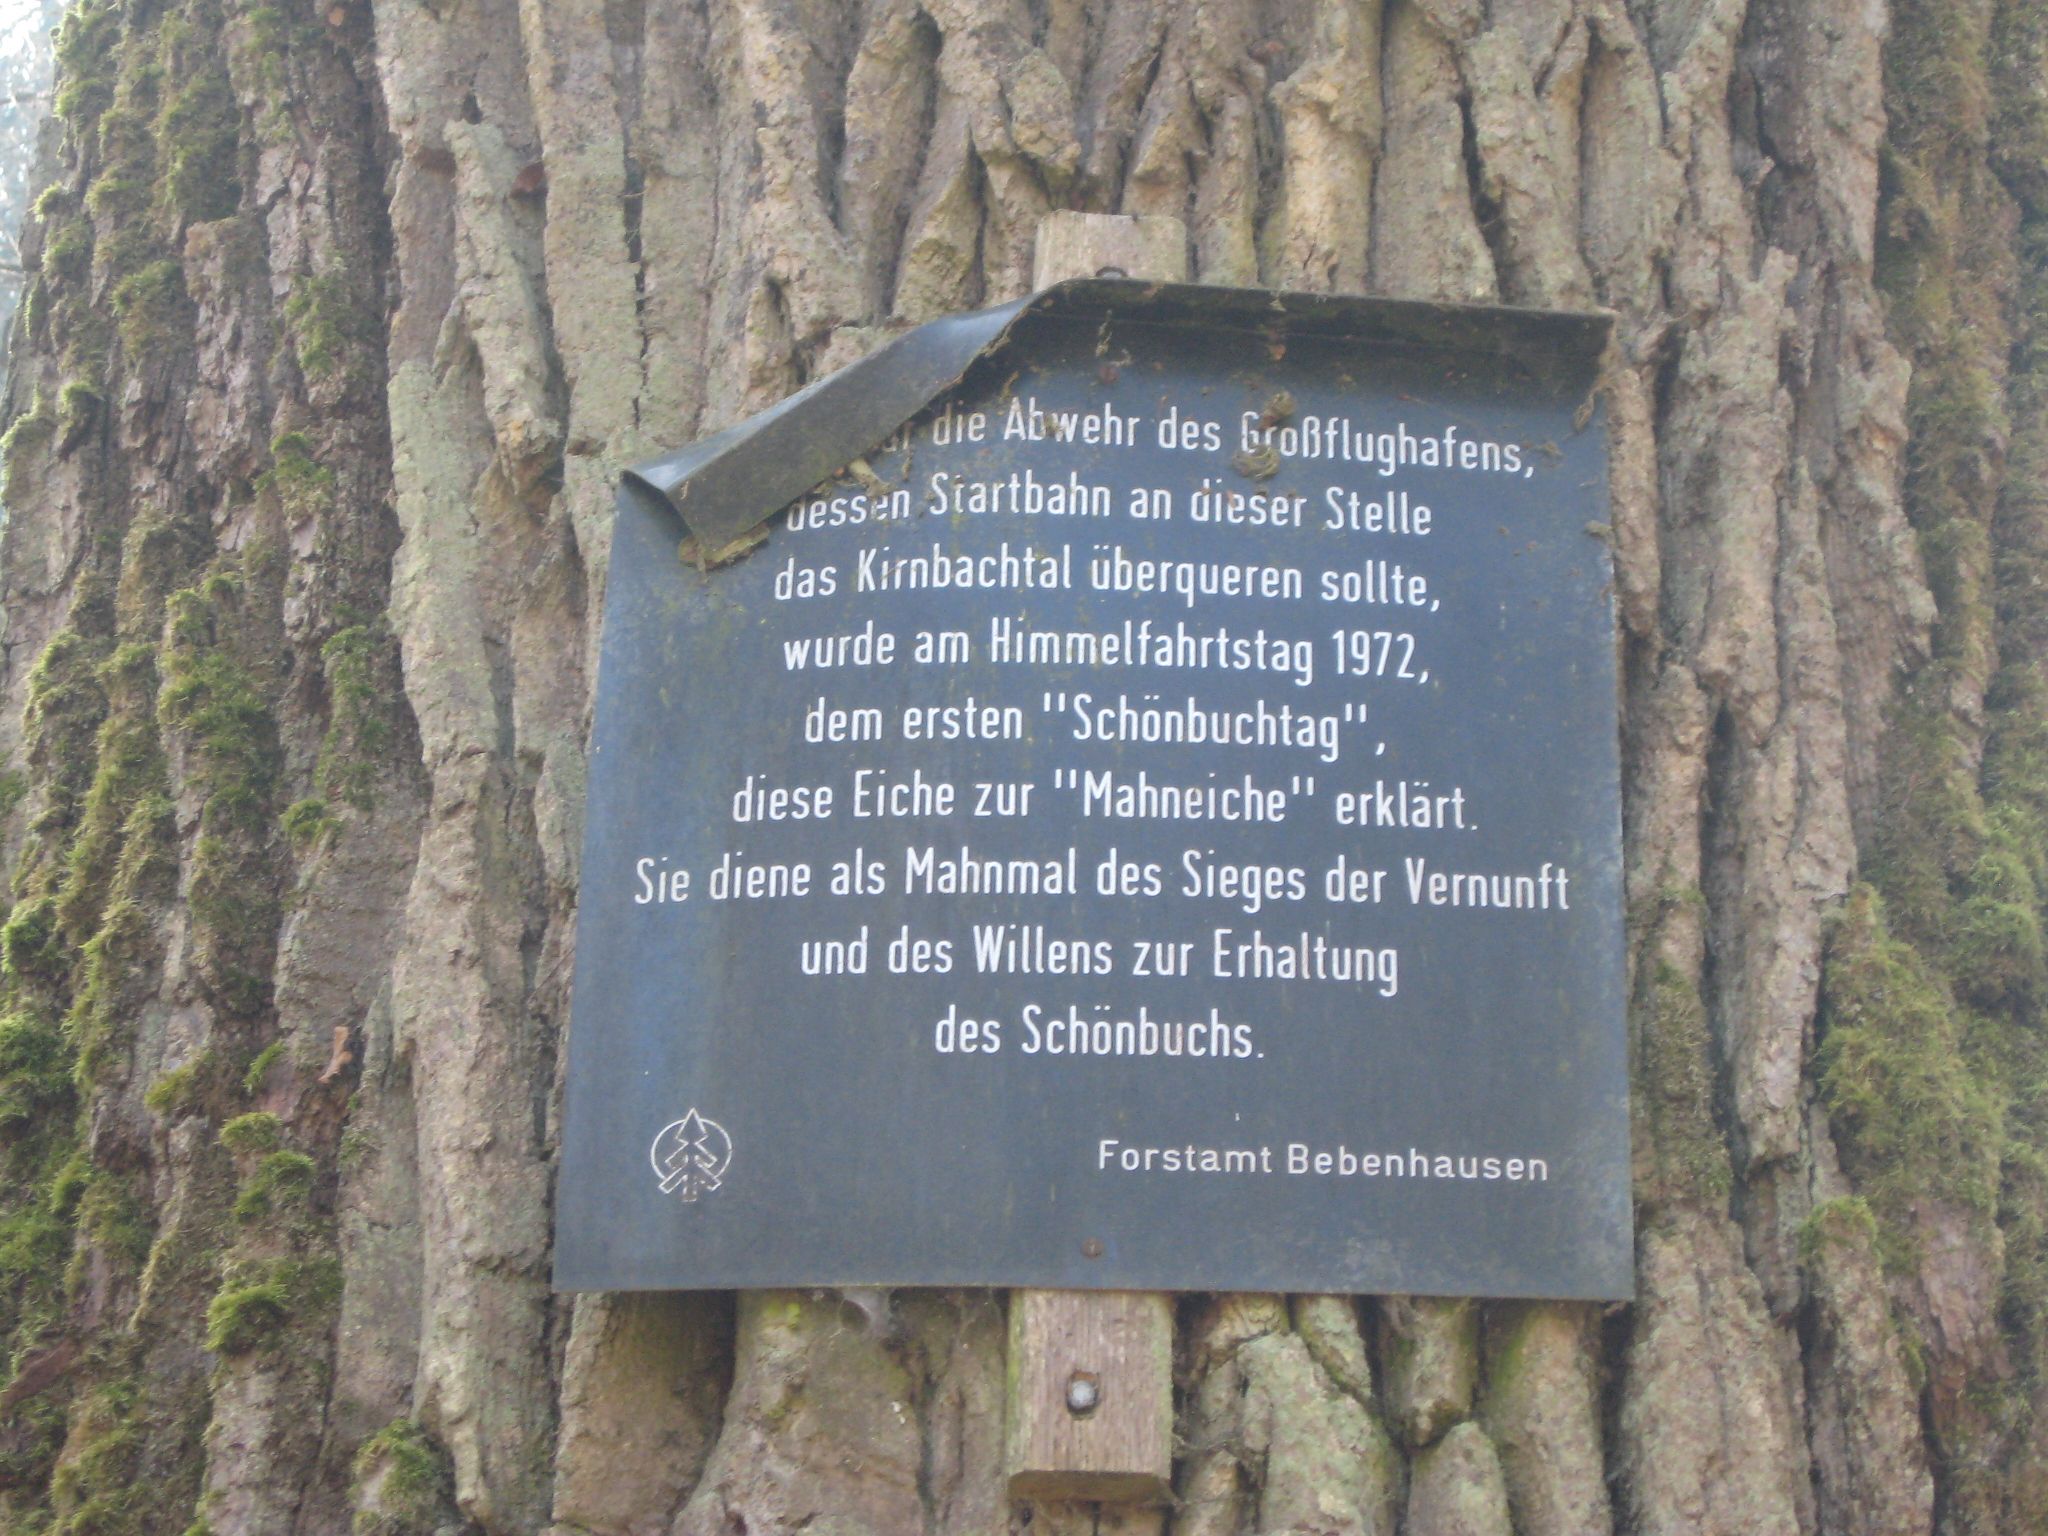 die Abwehr des Großflughafens,
dessen Startbahn an dieser Stelle
das Kirnbachtal überqueren sollte,
wurde am Himmelfahrtstag 1972,
dem ersten "Schönbuchtag",
diese Eiche zur "Mahneiche" erklärt.
Sie diene als Mahnmal des Sieges der Vernunft
und des Willens zur Erhaltung
des Schönbuchs.
Forstamt Bebenhausen